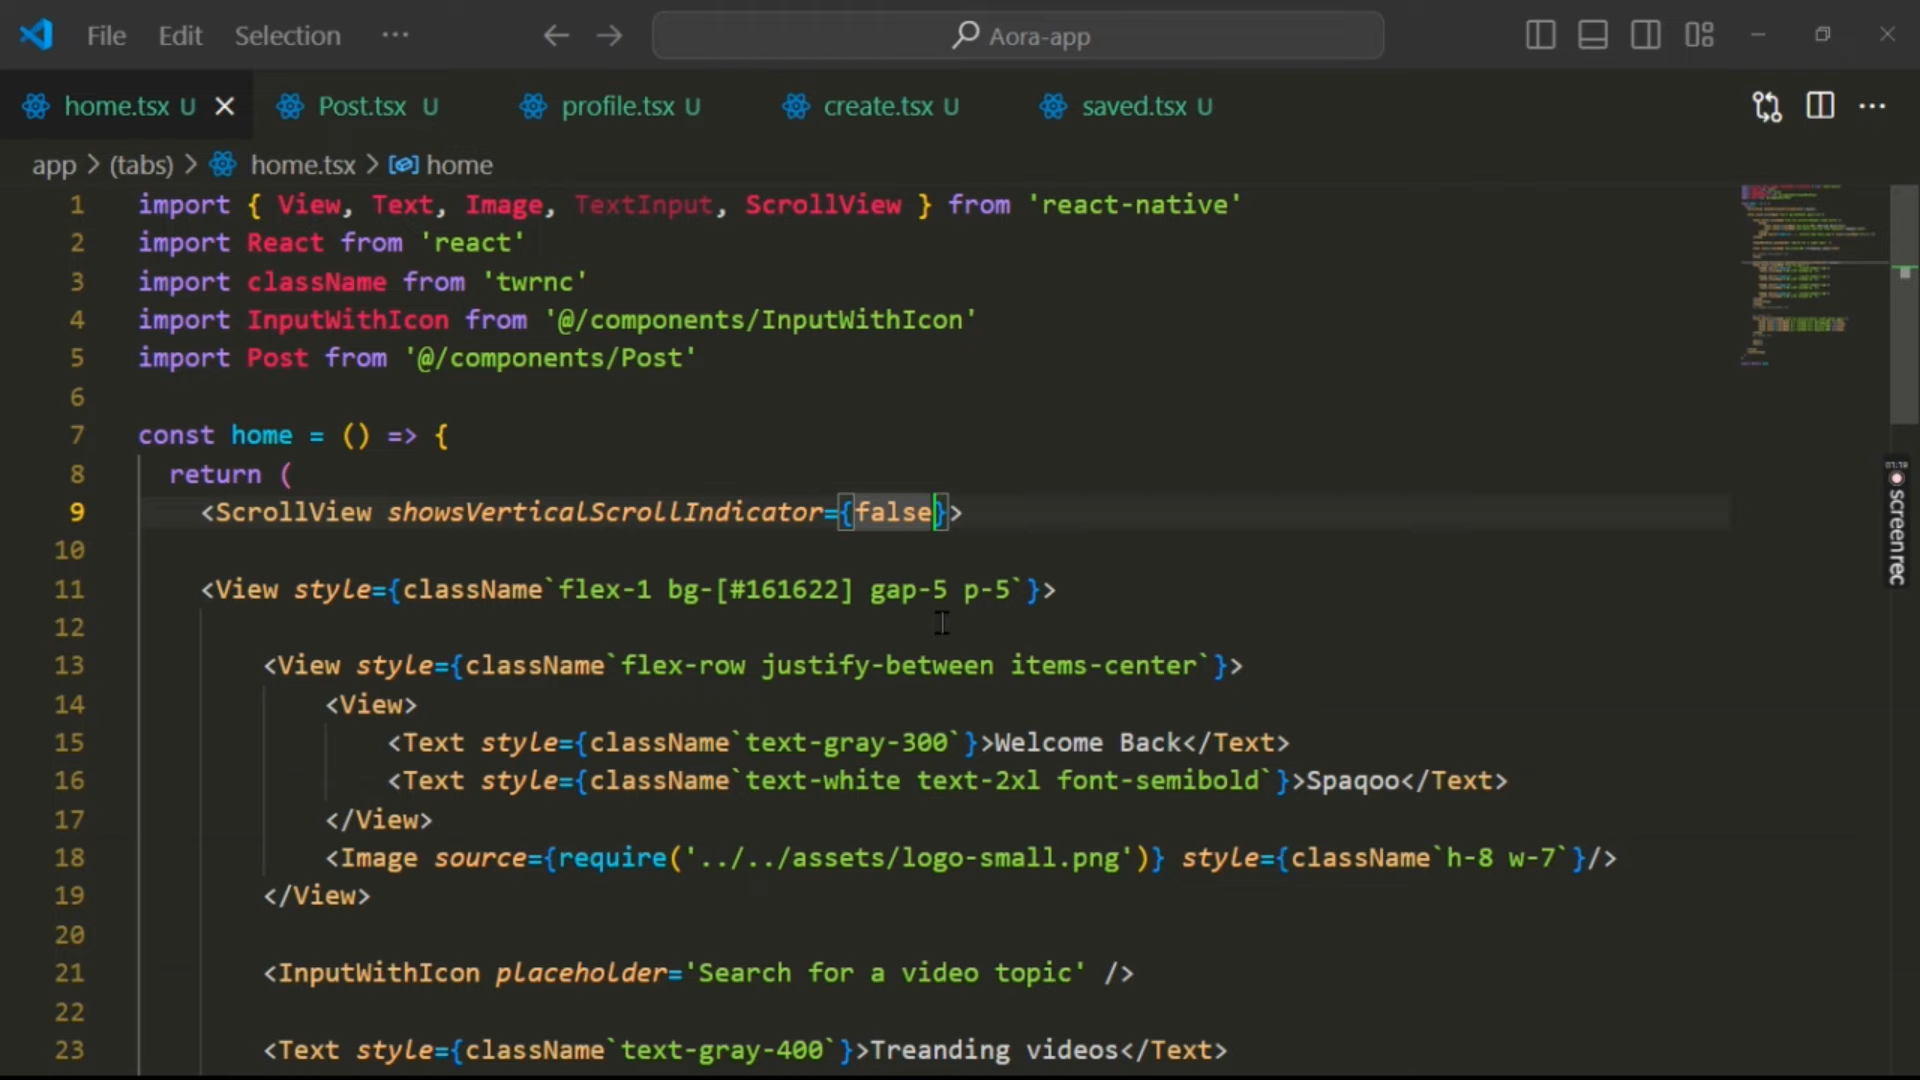 File Edit Selection ··· Aora-app
home.tsx U Post.tsx U profile.tsx U create.tsx U saved.tsx U
app > (tabs) > home.tsx > home
1 import { View, Text, Image, TextInput, ScrollView } from 'react-native'
2 import React from 'react'
3 import className from 'twrnc'
4 import InputWithIcon from '@/components/InputWithIcon'
5 import Post from '@/components/Post'
6
7 const home = () => {
8 return (
9 <ScrollView showsVerticalScrollIndicator={false}>
10
11 <View style={className`flex-1 bg-[#161622] gap-5 p-5`}>
12
13 <View style={className`flex-row justify-between items-center`}>
14 <View>
15 <Text style={className`text-gray-300`}>Welcome Back</Text>
16 <Text style={className`text-white text-2xl font-semibold`}>Spaqoo</Text>
17 </View>
18 <Image source={require('../../assets/logo-small.png')} style={className`h-8 w-7`}/>
19 </View>
20
21 <InputWithIcon placeholder='Search for a video topic' />
22
23 <Text style={className`text-gray-400`}>Treanding videos</Text>
01:19
screenrec